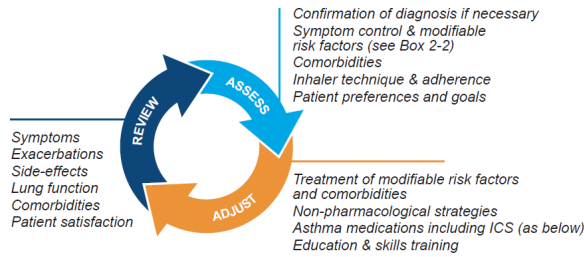 Confirmation of diagnosis if necessary
Symptom control & modifiable
risk factors (see Box 2-2)
Comorbidities
Inhaler technique & adherence
Patient preferences and goals
ASSESS
REVIEW
Symptoms
Exacerbations
Side-effects
Lung function
Comorbidities
Patient satisfaction
ADJUST
Treatment of modifiable risk factors
and comorbidities
Non-pharmacological strategies
Asthma medications including ICS (as below)
Education & skills training